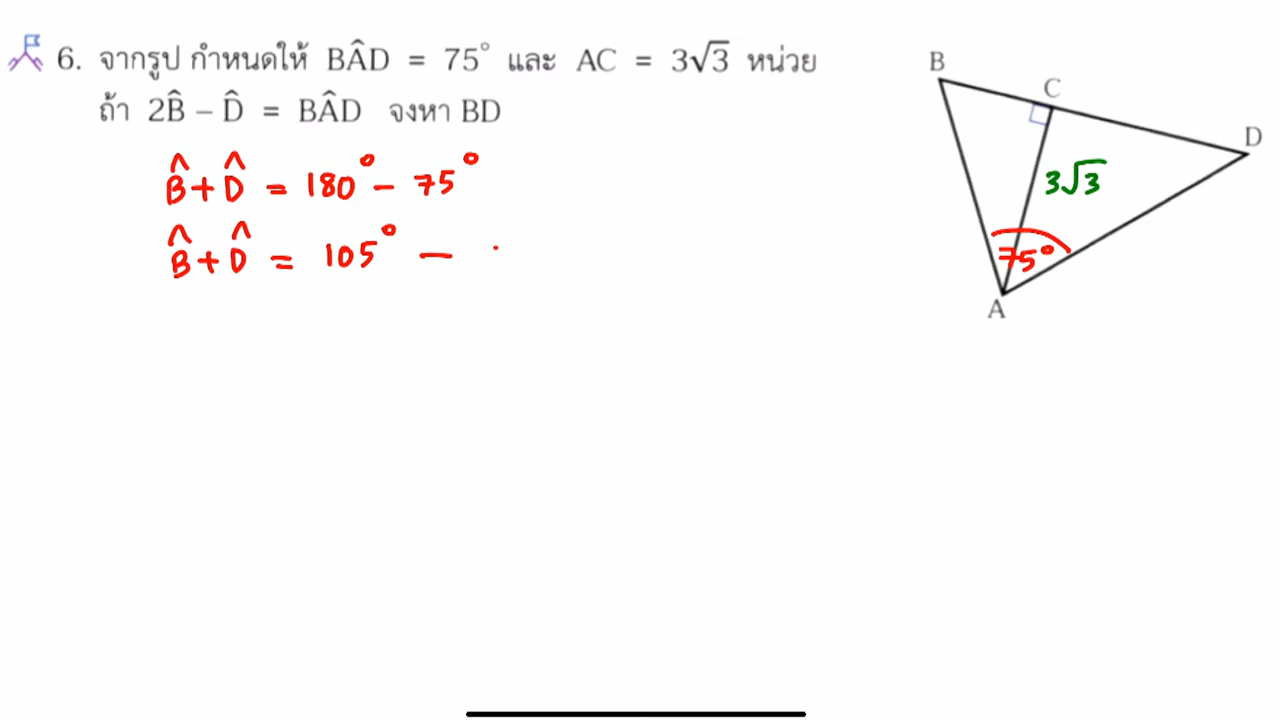 6. จากรูป กำหนดให้ BÂD = 75° และ AC = 3√3 หน่วย
ถ้า 2B̂ – D̂ = BÂD จงหา BD
B̂ + D̂ = 180° – 75°
B̂ + D̂ = 105° —
B
C
D
3√3
75°
A